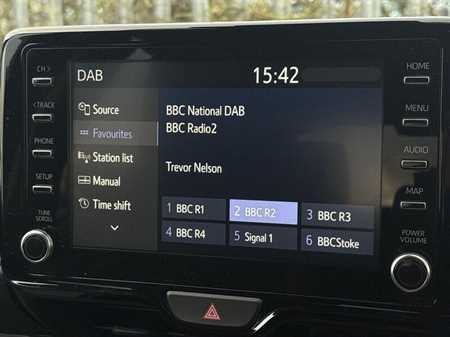 DAB
15:42
CH >
HOME
Source
BBC National DAB
BBC Radio2
< TRACK
Favourites
MENU
PHONE
Station list
Trevor Nelson
AUDIO
SETUP
Manual
MAP
TUNE
SCROLL
Time shift
1 BBC R1
2 BBC R2
3 BBC R3
4 BBC R4
5 Signal 1
6 BBCStoke
POWER
VOLUME